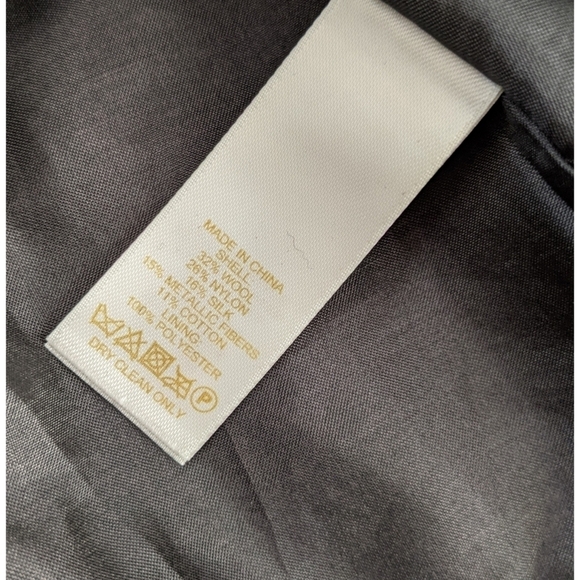 MADE IN CHINA
SHELL:
32% WOOL
26% NYLON
16% SILK
15% METALLIC FIBERS
11% COTTON
LINING:
100% POLYESTER
P
DRY CLEAN ONLY